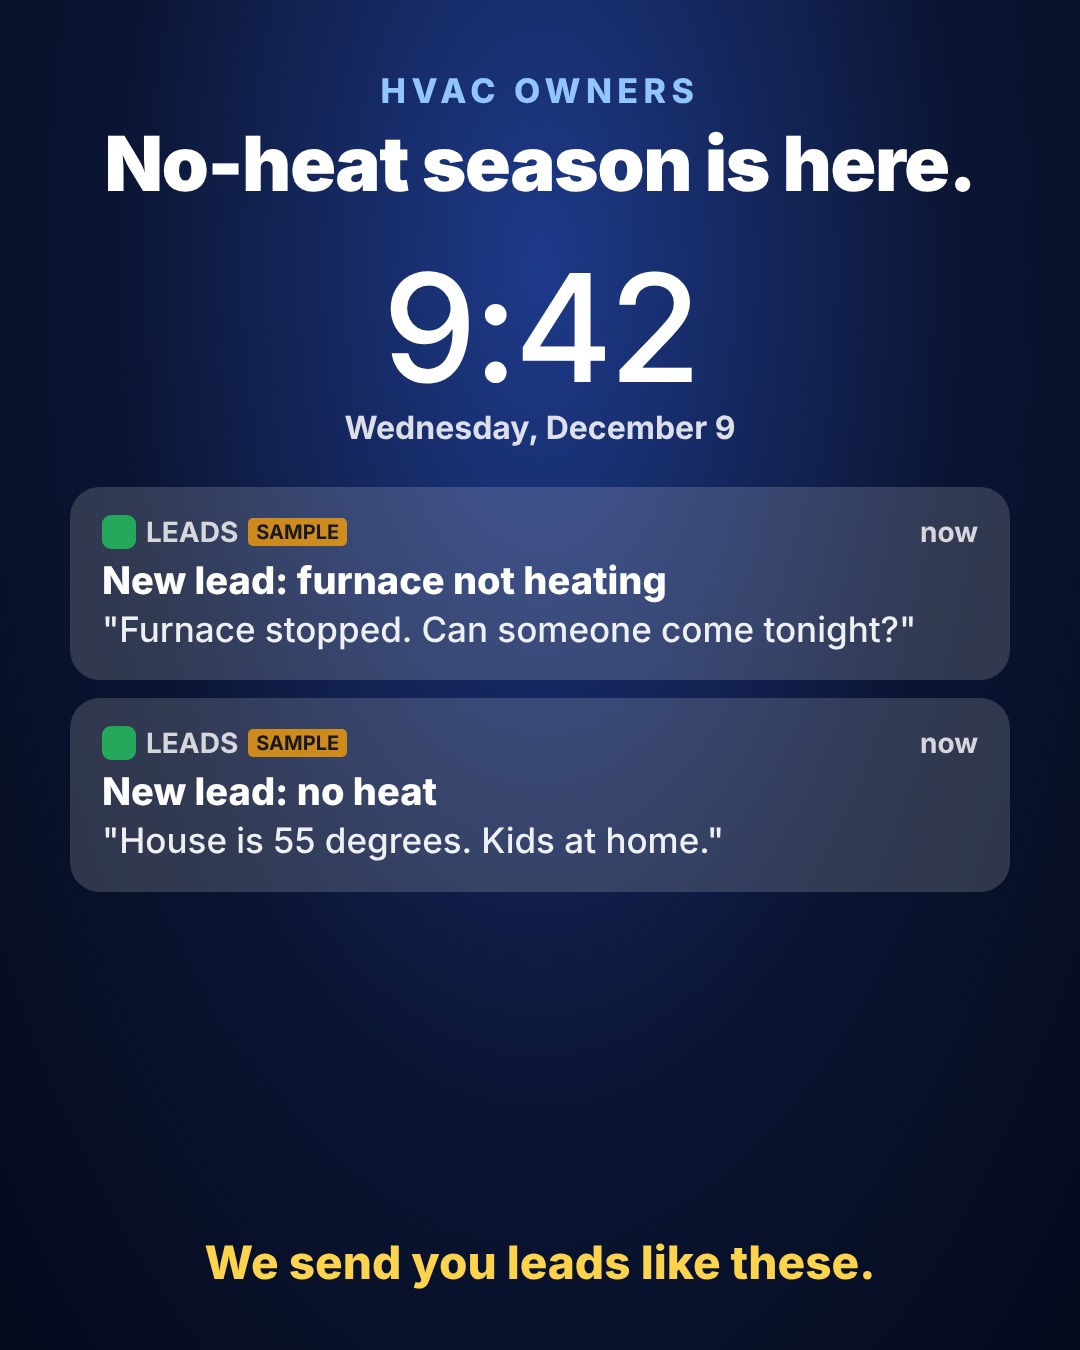 HVAC OWNERS
No-heat season is here.
9:42
Wednesday, December 9
LEADS SAMPLE now
New lead: furnace not heating
"Furnace stopped. Can someone come tonight?"
LEADS SAMPLE now
New lead: no heat
"House is 55 degrees. Kids at home."
We send you leads like these.